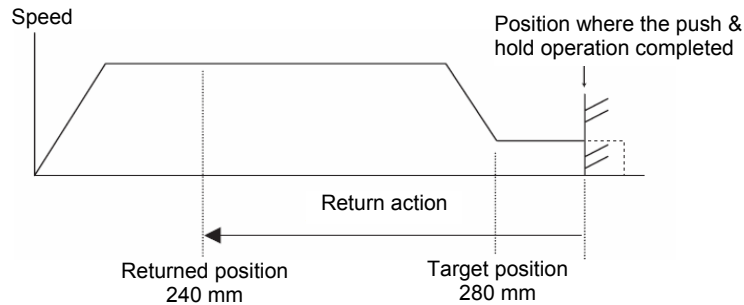 Speed
Position where the push &
hold operation completed
Return action
Returned position
240 mm
Target position
280 mm